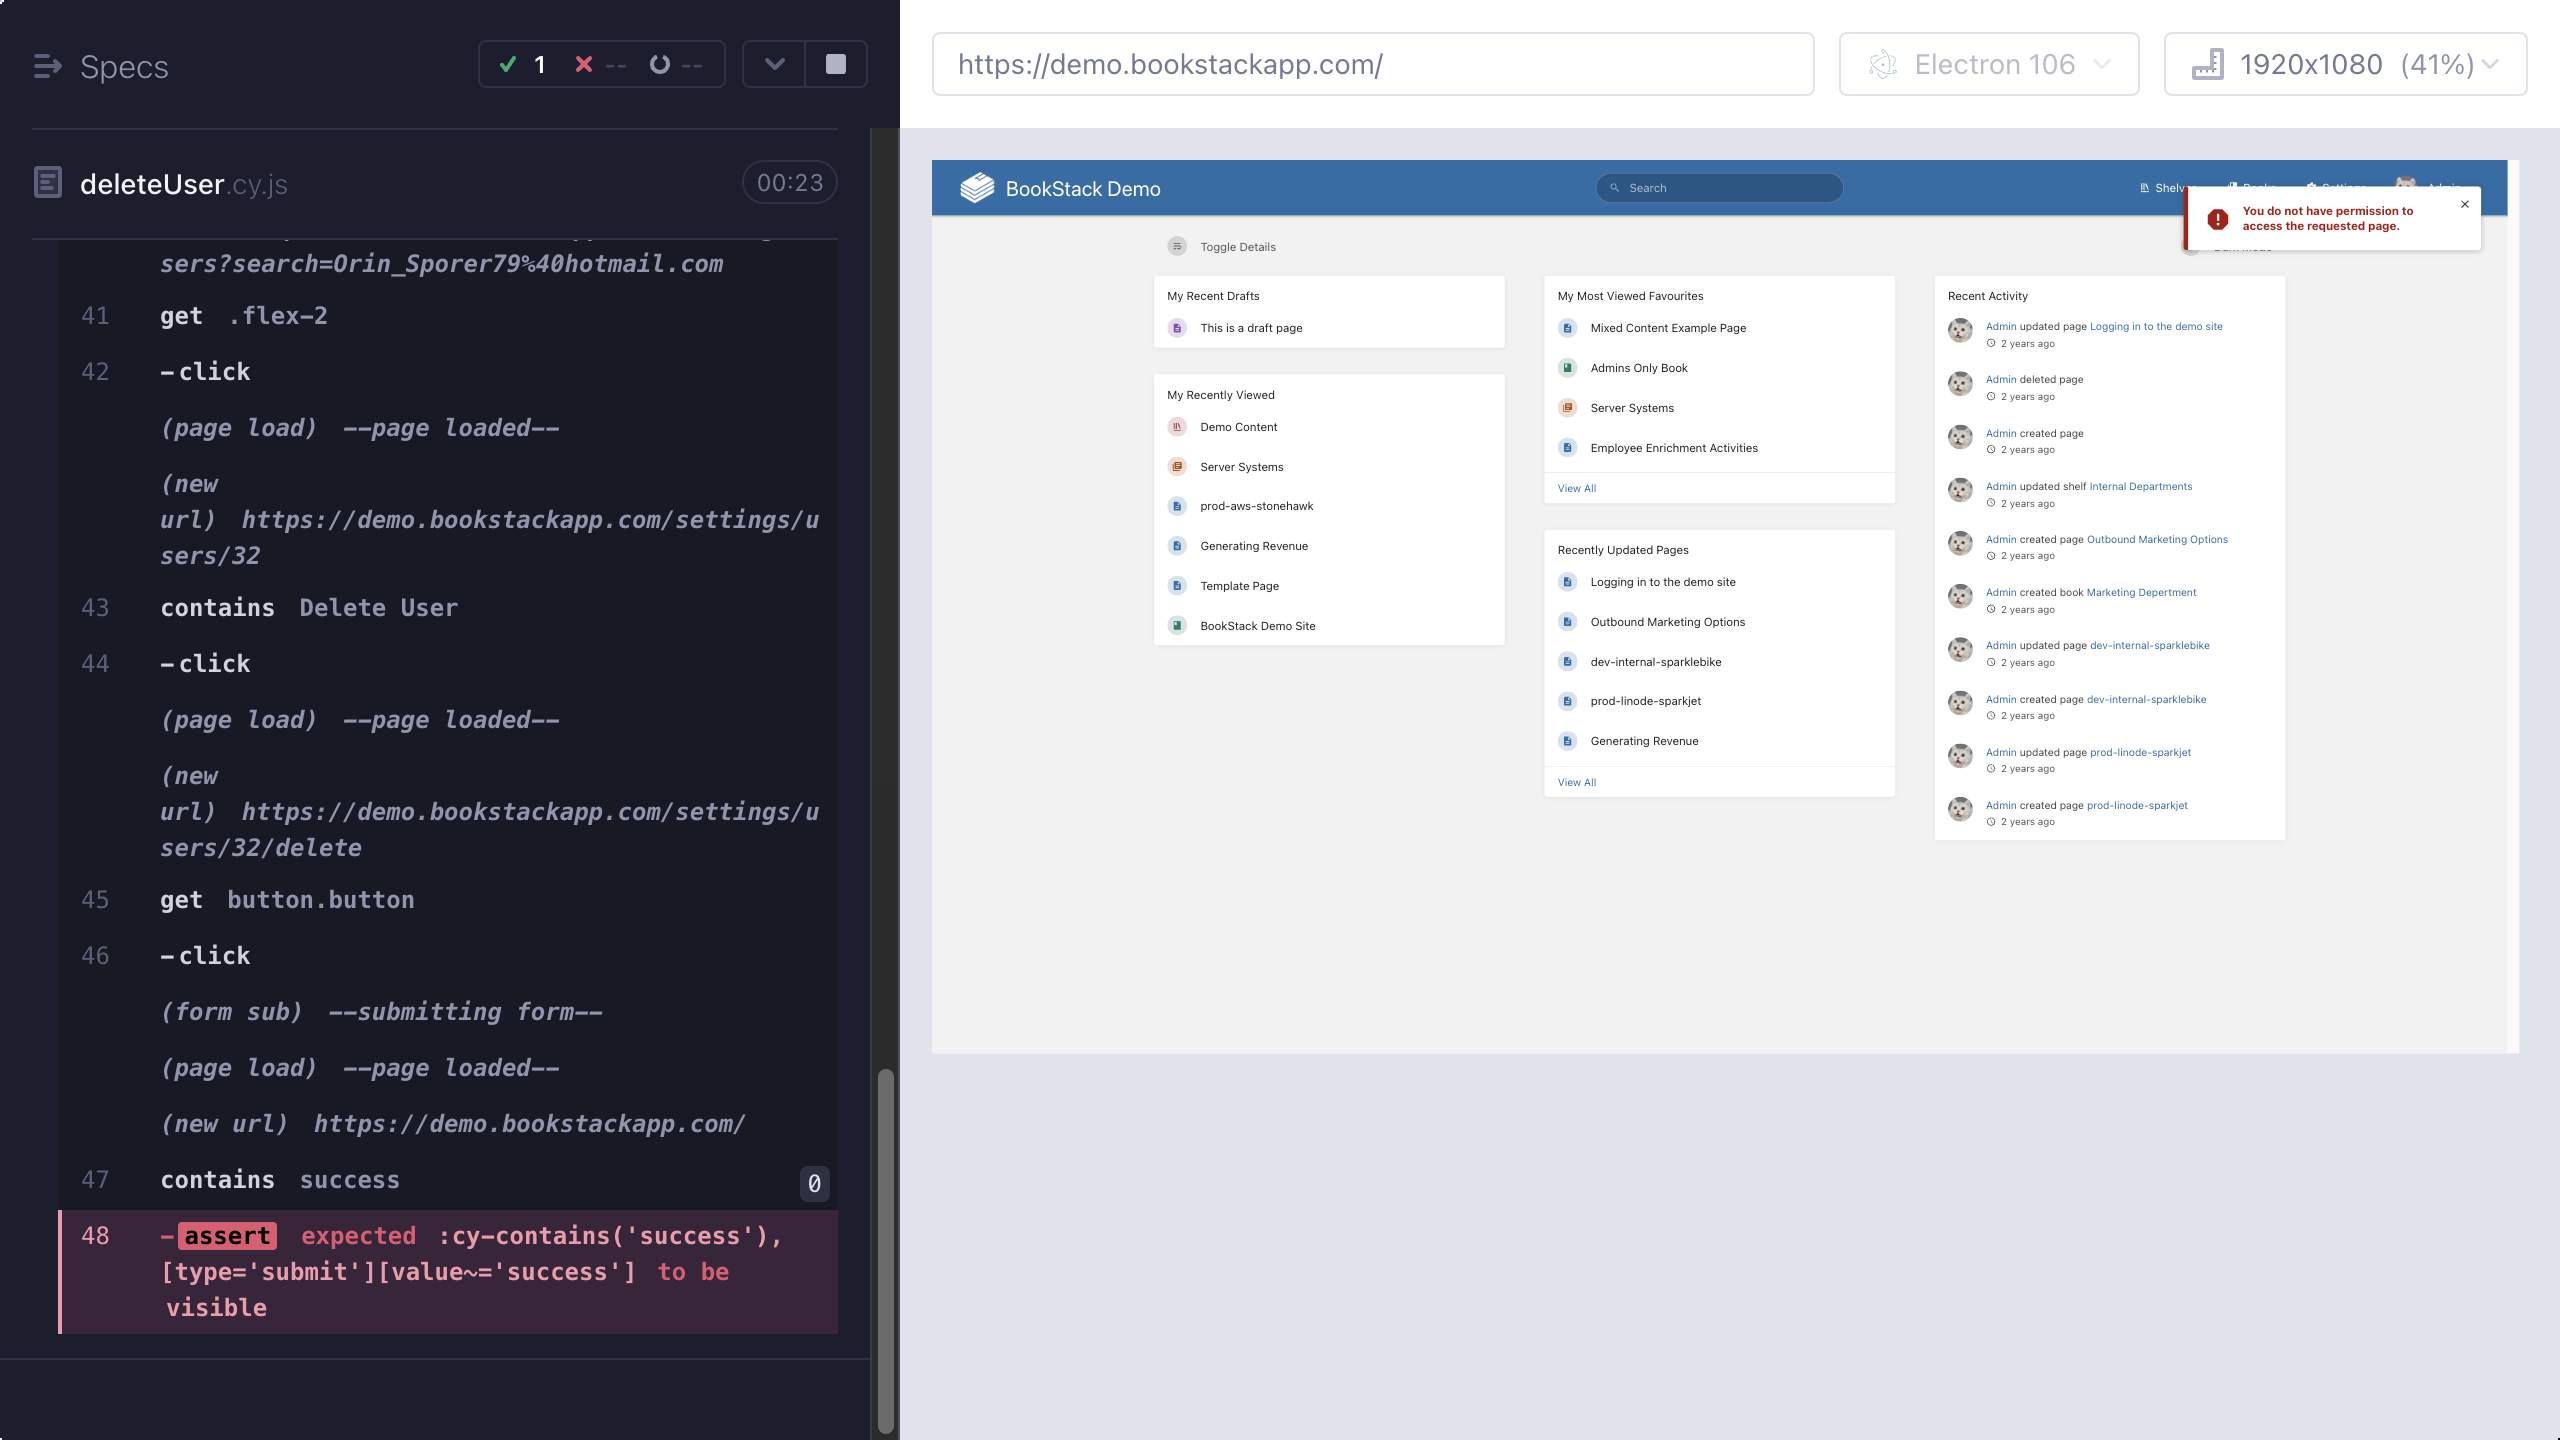 Specs
1
--
--
deleteUser.cy.js
00:23
sers?search=Orin_Sporer79%40hotmail.com
41 get .flex-2
42 -click
(page load) --page loaded--
(new
url) https://demo.bookstackapp.com/settings/u
sers/32
43 contains Delete User
44 -click
(page load) --page loaded--
(new
url) https://demo.bookstackapp.com/settings/u
sers/32/delete
45 get button.button
46 -click
(form sub) --submitting form--
(page load) --page loaded--
(new url) https://demo.bookstackapp.com/
47 contains success 0
48 -assert expected :cy-contains('success'),
[type='submit'][value~='success'] to be
visible
https://demo.bookstackapp.com/
Electron 106
1920x1080 (41%)
BookStack Demo
Search
You do not have permission to
access the requested page.
Toggle Details
My Recent Drafts
This is a draft page
My Recently Viewed
Demo Content
Server Systems
prod-aws-stonehawk
Generating Revenue
Template Page
BookStack Demo Site
My Most Viewed Favourites
Mixed Content Example Page
Admins Only Book
Server Systems
Employee Enrichment Activities
View All
Recently Updated Pages
Logging in to the demo site
Outbound Marketing Options
dev-internal-sparklebike
prod-linode-sparkjet
Generating Revenue
View All
Recent Activity
Admin updated page Logging in to the demo site
2 years ago
Admin deleted page
2 years ago
Admin created page
2 years ago
Admin updated shelf Internal Departments
2 years ago
Admin created page Outbound Marketing Options
2 years ago
Admin created book Marketing Depertment
2 years ago
Admin updated page dev-internal-sparklebike
2 years ago
Admin created page dev-internal-sparklebike
2 years ago
Admin updated page prod-linode-sparkjet
2 years ago
Admin created page prod-linode-sparkjet
2 years ago